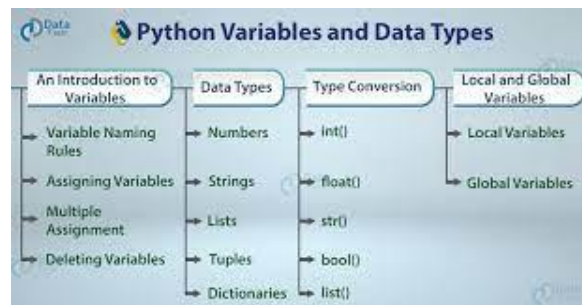 Data
Python Variables and Data Types
An Introduction to
Variables
Variable Naming
Rules
Assigning Variables
Multiple
Assignment
Deleting Variables
Data Types
Numbers
Strings
Lists
Tuples
Dictionaries
Type Conversion
int()
float()
str()
bool()
list()
Local and Global
Variables
Local Variables
Global Variables